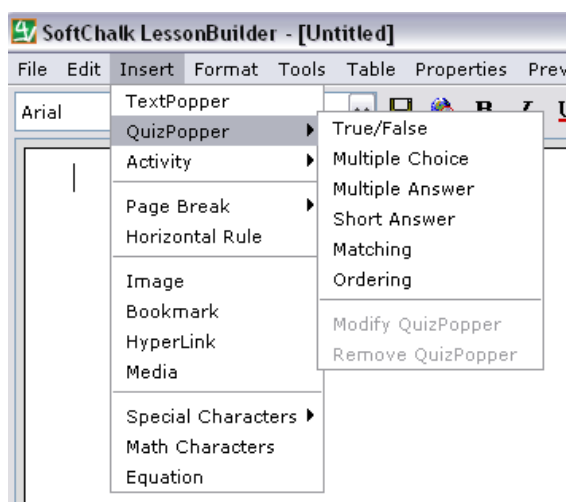 SoftChalk LessonBuilder - [Untitled]
File Edit Insert Format Tools Table Properties Prev
Arial
B I U
TextPopper
QuizPopper
Activity
Page Break
Horizontal Rule
Image
Bookmark
HyperLink
Media
Special Characters
Math Characters
Equation
True/False
Multiple Choice
Multiple Answer
Short Answer
Matching
Ordering
Modify QuizPopper
Remove QuizPopper